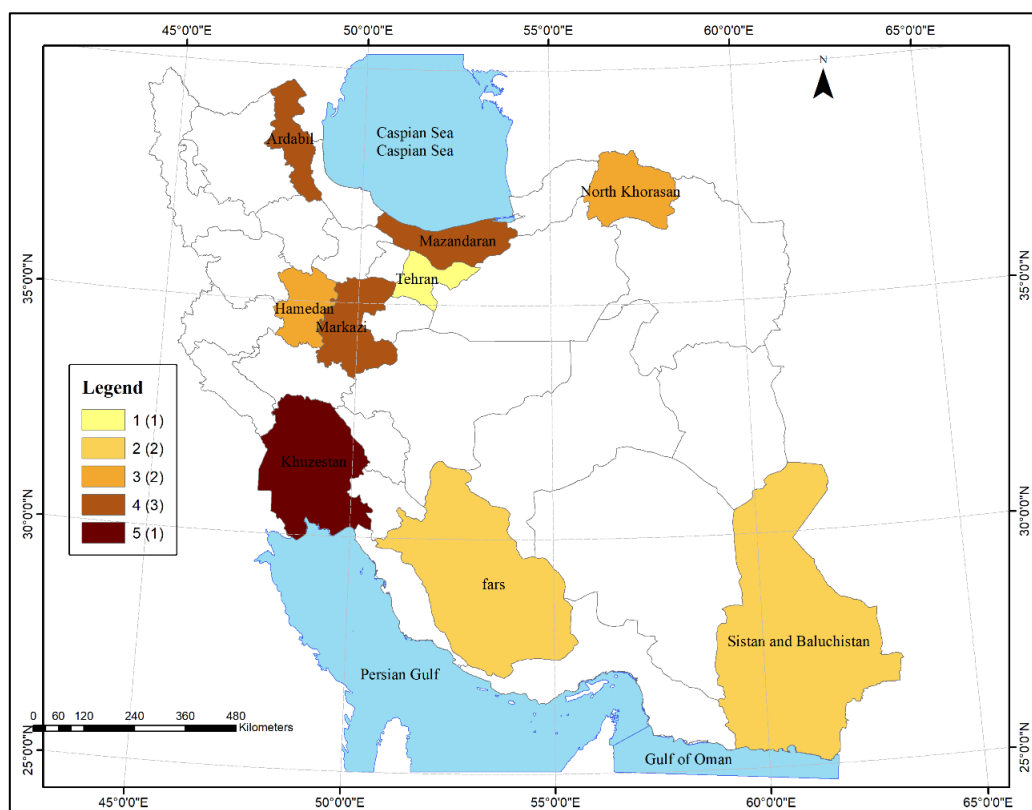 45°0'0"E 50°0'0"E 55°0'0"E 60°0'0"E 65°0'0"E
N
Caspian Sea
Caspian Sea
Ardabil
North Khorasan
Mazandaran
Tehran
35°0'0"N 35°0'0"N
Hamedan
Markazi
Legend
1 (1)
2 (2)
3 (2)
4 (3)
5 (1)
Khuzestan
30°0'0"N 30°0'0"N
fars
Sistan and Baluchistan
Persian Gulf
0 60 120 240 360 480
Kilometers
25°0'0"N 25°0'0"N
Gulf of Oman
45°0'0"E 50°0'0"E 55°0'0"E 60°0'0"E